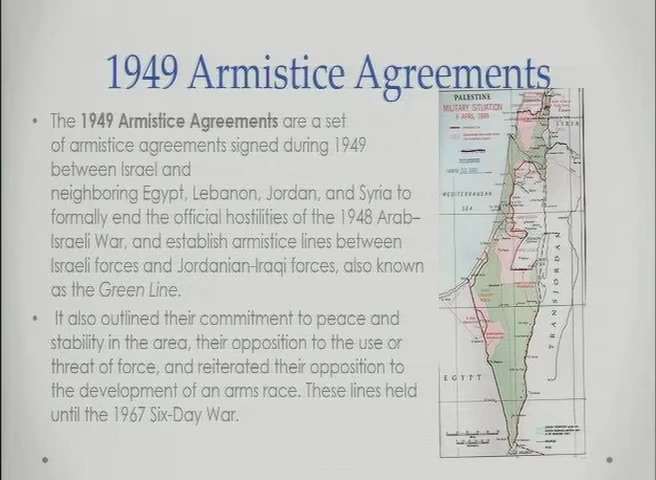 1949 Armistice Agreements
• The 1949 Armistice Agreements are a set
of armistice agreements signed during 1949
between Israel and
neighboring Egypt, Lebanon, Jordan, and Syria to
formally end the official hostilities of the 1948 Arab–
Israeli War, and establish armistice lines between
Israeli forces and Jordanian-Iraqi forces, also known
as the Green Line.
• It also outlined their commitment to peace and
stability in the area, their opposition to the use or
threat of force, and reiterated their opposition to
the development of an arms race. These lines held
until the 1967 Six-Day War.
PALESTINE
MILITARY SITUATION
6 APRIL 1949
SYRIA
MEDITERRANEAN
SEA
TRANSJORDAN
EGYPT